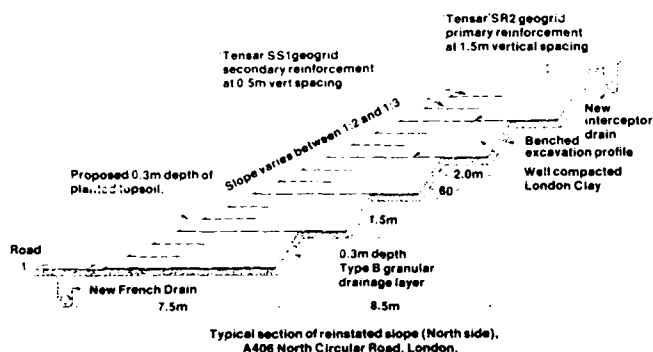 Tensar SR2 geogrid
primary reinforcement
at 1.5m vertical spacing
Tensar SS1 geogrid
secondary reinforcement
at 0.5m vert spacing
New
interceptor
drain
Slope varies between 1:2 and 1:3
Benched
excavation profile
Proposed 0.3m depth of
planted topsoil.
2.0m
Well compacted
London Clay
60
1.5m
Road
0.3m depth
Type B granular
drainage layer
New French Drain
7.5m
8.5m
Typical section of reinstated slope (North side),
A406 North Circular Road, London.